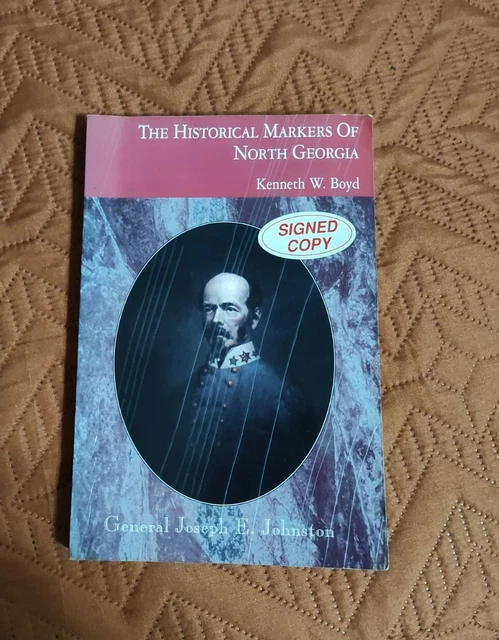 THE HISTORICAL MARKERS OF
NORTH GEORGIA
Kenneth W. Boyd
SIGNED
COPY
General Joseph E. Johnston